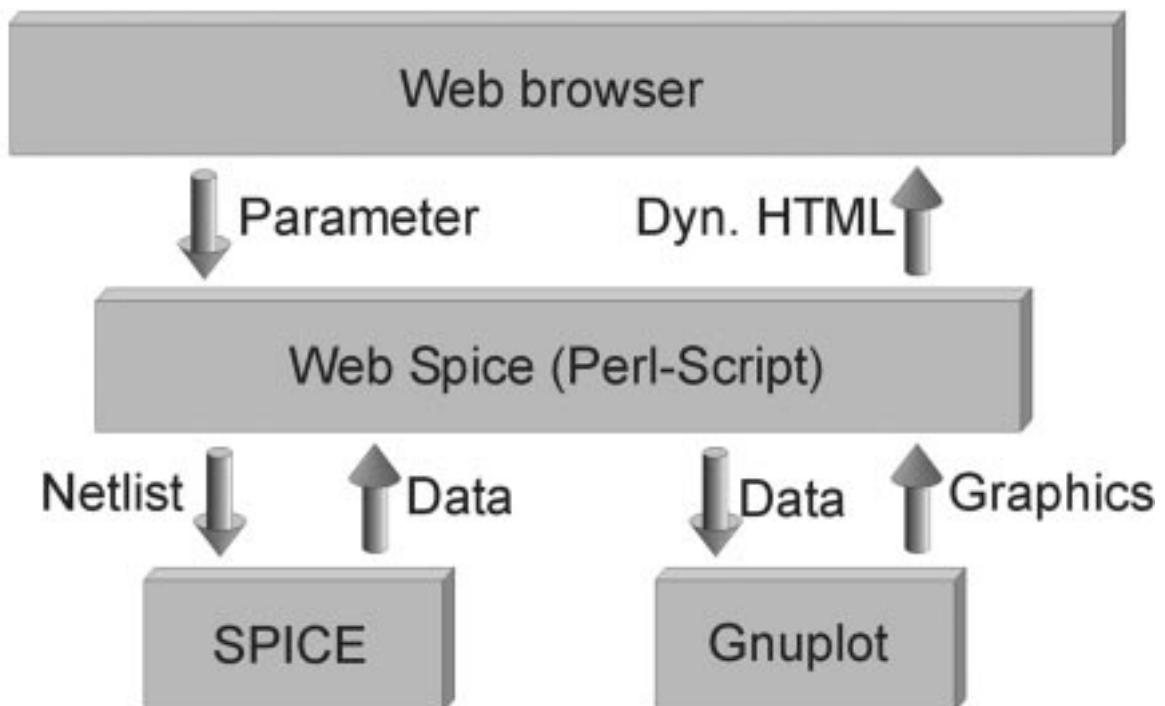 Web browser
Parameter
Dyn. HTML
Web Spice (Perl-Script)
Netlist
Data
Data
Graphics
SPICE
Gnuplot